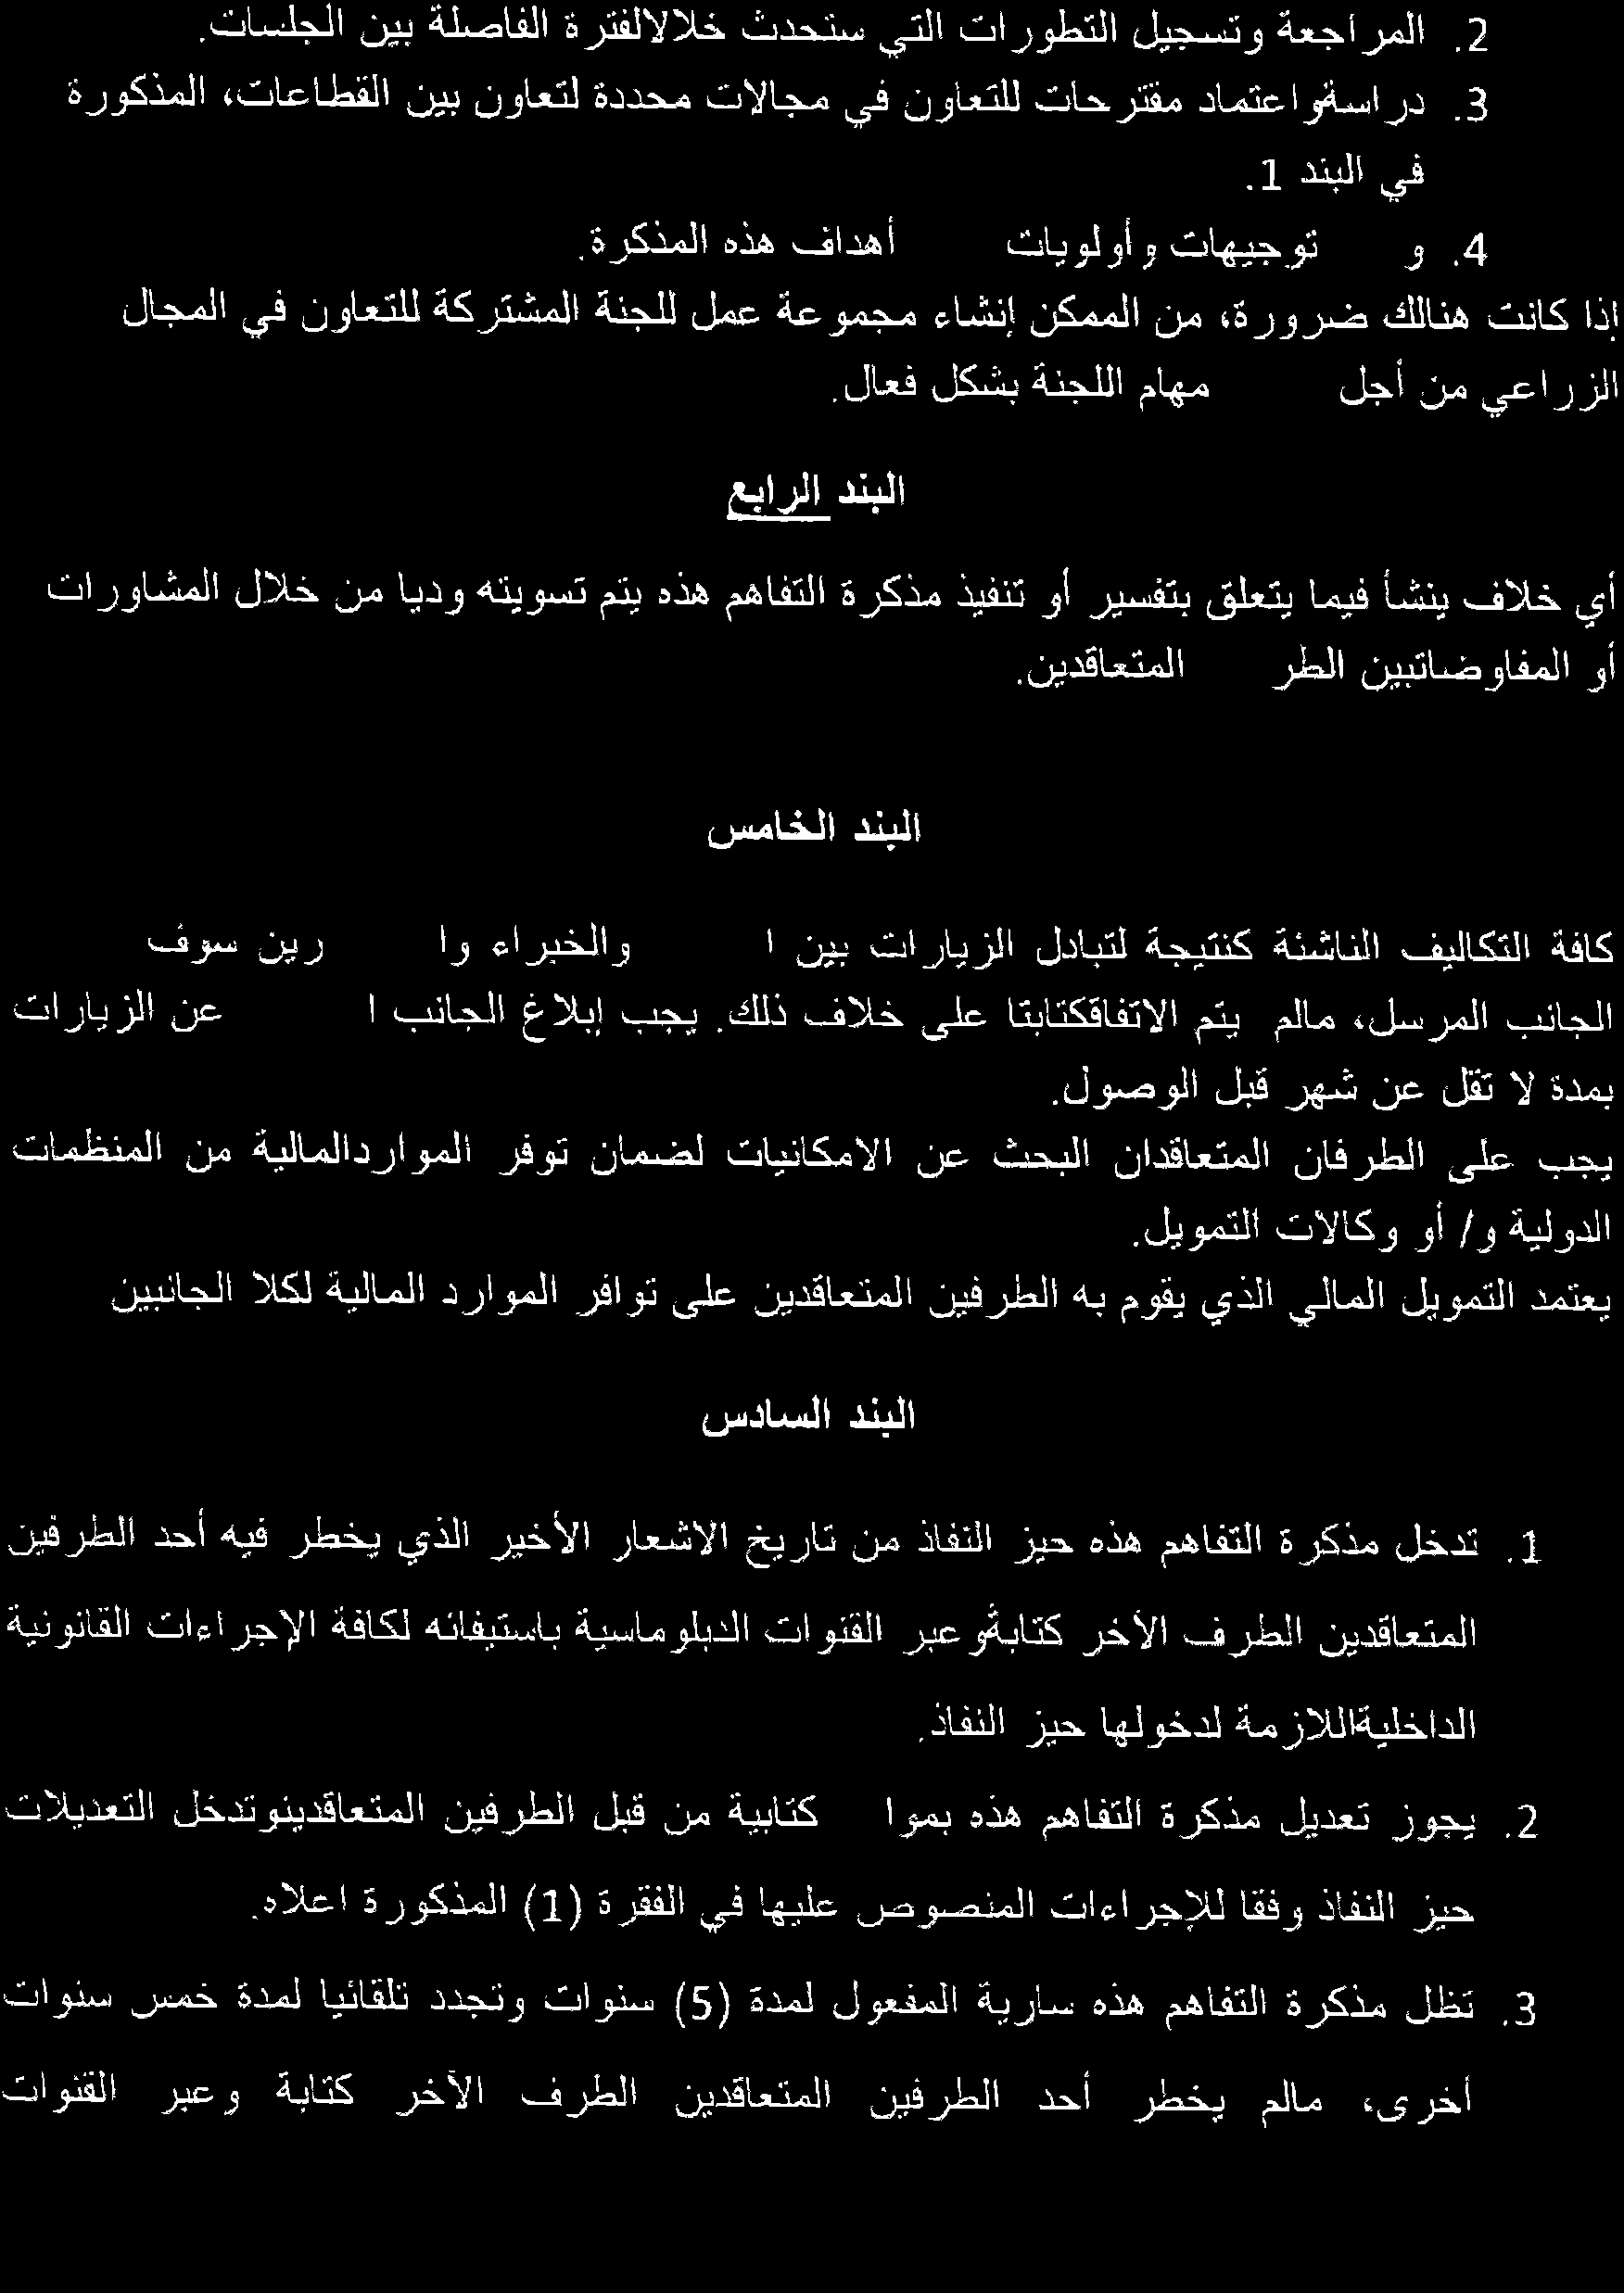 2. المراجعة وتسجيل التطورات التي ستحدث خلالالفترة الفاصلة بين الجلسات.
3. دراسةواعتماد مقترحات للتعاون في مجالات محددة لتعاون بين القطاعات، المذكورة
في البند 1.
4. و توجيهات وأولويات أهداف هذه المذكرة.
إذا كانت هنالك ضرورة، من الممكن إنشاء مجموعة عمل للجنة المشتركة للتعاون في المجال
الزراعي من أجل مهام اللجنة بشكل فعال.
البند الرابع
أي خلاف ينشأ فيما يتعلق بتفسير أو تنفيذ مذكرة التفاهم هذه يتم تسويته وديا من خلال المشاورات
أو المفاوضاتبين الطر المتعاقدين.
البند الخامس
كافة التكاليف الناشئة كنتيجة لتبادل الزيارات بين ا والخبراء وا رين سوف
الجانب المرسل، مالم يتم الاتفاقكتابتا على خلاف ذلك. يجب إبلاغ الجانب ا عن الزيارات
بمدة لا تقل عن شهر قبل الوصول.
يجب على الطرفان المتعاقدان البحث عن الامكانيات لضمان توفر المواردالمالية من المنظمات
الدولية و/ أو وكالات التمويل.
يعتمد التمويل المالي الذي يقوم به الطرفين المتعاقدين على توافر الموارد المالية لكلا الجانبين
البند السادس
1. تدخل مذكرة التفاهم هذه حيز النفاذ من تاريخ الاشعار الأخير الذي يخطر فيه أحد الطرفين
المتعاقدين الطرف الآخر كتابةًوعبر القنوات الدبلوماسية باستيفائه لكافة الإجراءات القانونية
الداخليةاللازمة لدخولها حيز النفاذ.
2. يجوز تعديل مذكرة التفاهم هذه بموا كتابية من قبل الطرفين المتعاقدينوتدخل التعديلات
حيز النفاذ وفقا للإجراءات المنصوص عليها في الفقرة (1) المذكورة اعلاه.
3. تظل مذكرة التفاهم هذه سارية المفعول لمدة (5) سنوات وتجدد تلقائيا لمدة خمس سنوات
أخرى، مالم يخطر أحد الطرفين المتعاقدين الطرف الآخر كتابة وعبر القنوات